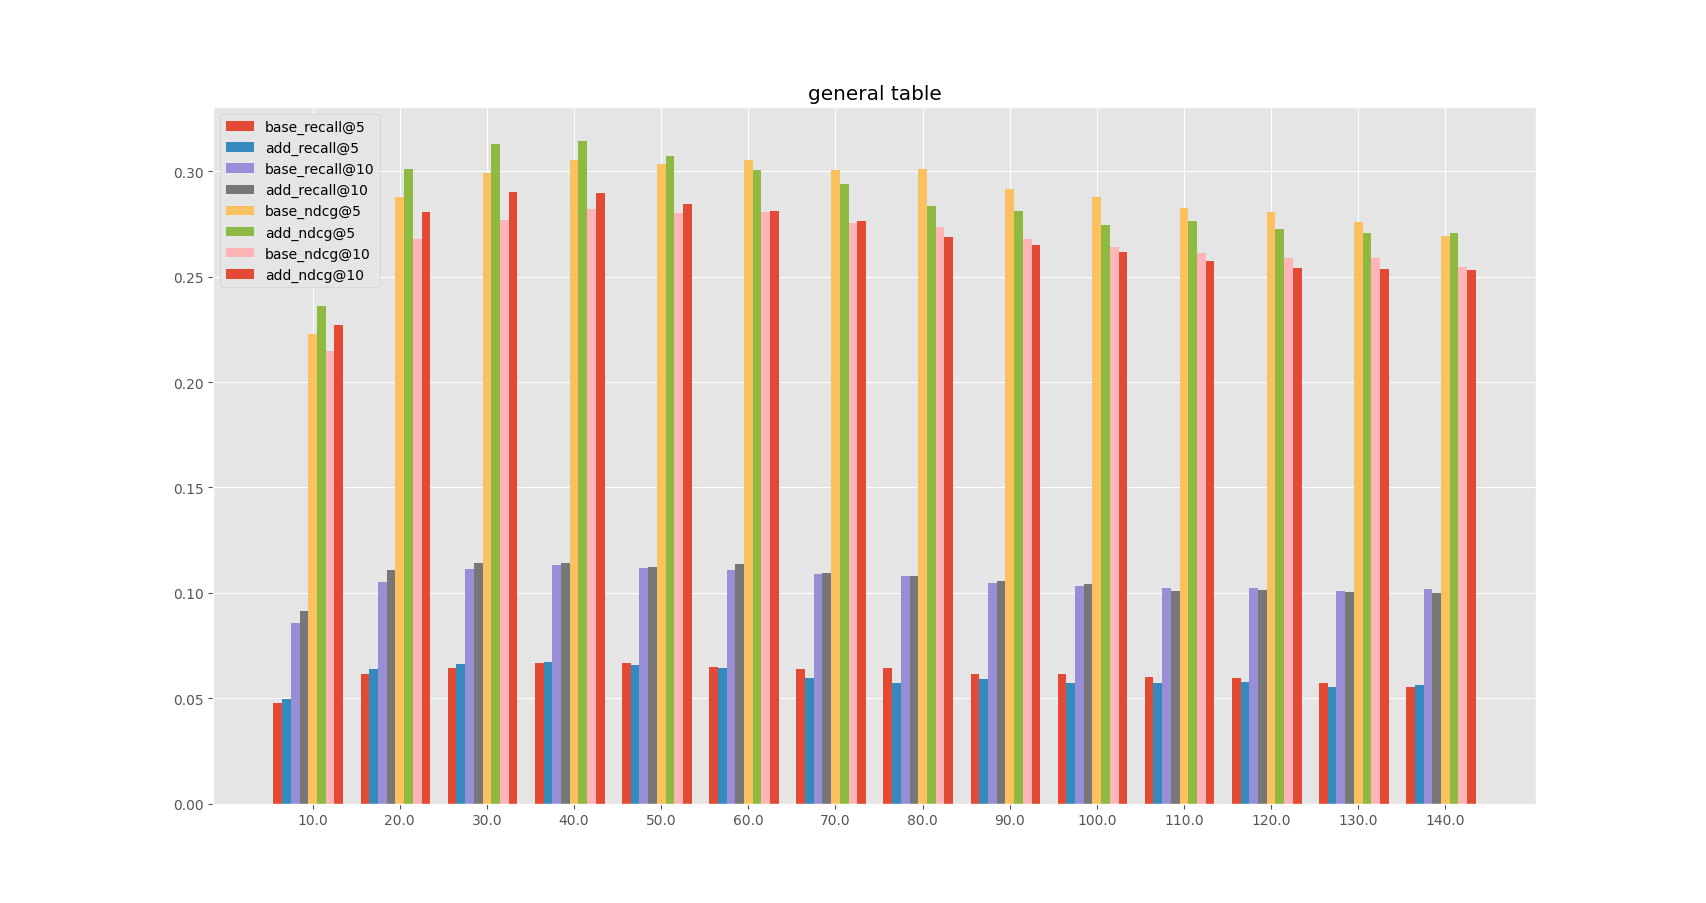 general table
base_recall@5
add_recall@5
base_recall@10
add_recall@10
base_ndcg@5
add_ndcg@5
base_ndcg@10
add_ndcg@10
0.30
0.25
0.20
0.15
0.10
0.05
0.00
10.0 20.0 30.0 40.0 50.0 60.0 70.0 80.0 90.0 100.0 110.0 120.0 130.0 140.0